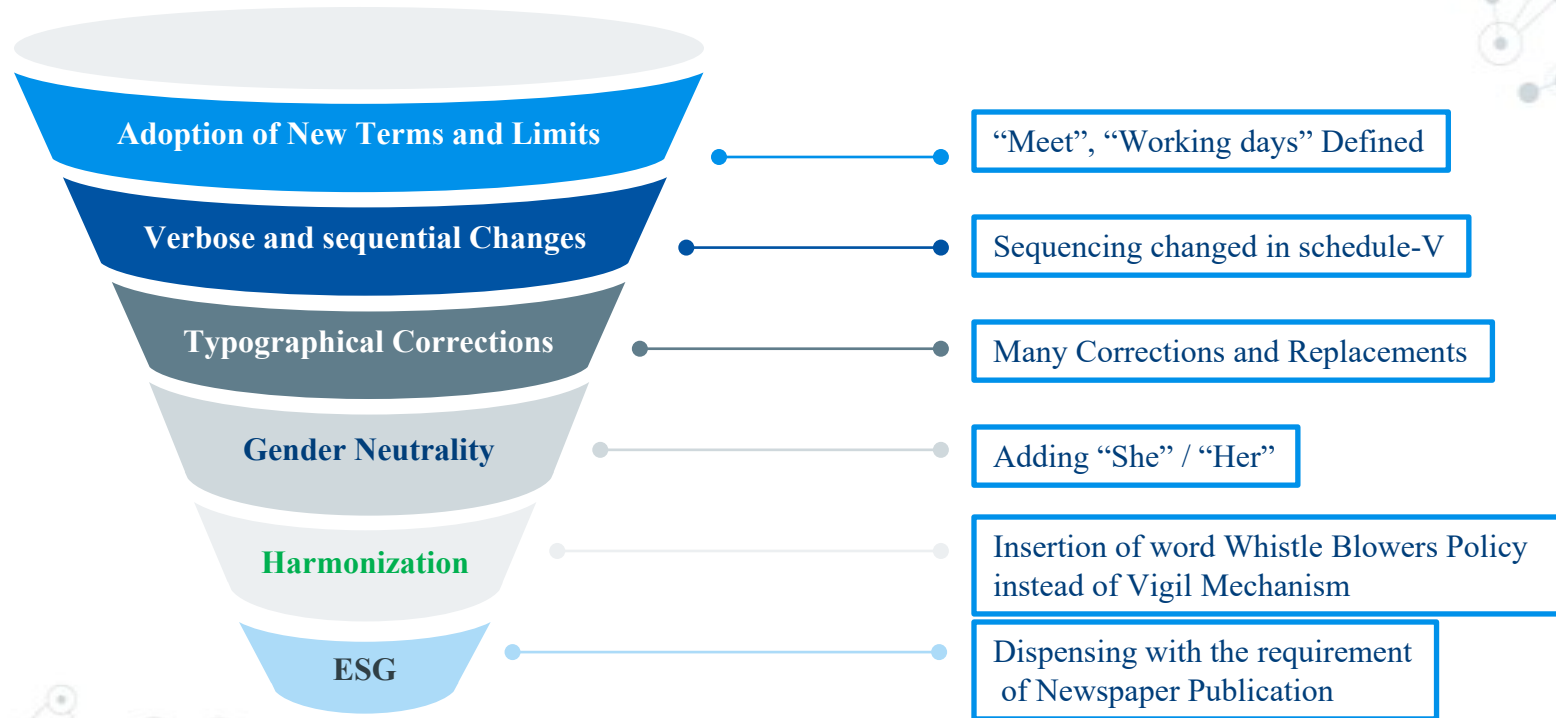 Adoption of New Terms and Limits
“Meet”, “Working days” Defined
Verbose and sequential Changes
Sequencing changed in schedule-V
Typographical Corrections
Many Corrections and Replacements
Gender Neutrality
Adding “She” / “Her”
Harmonization
Insertion of word Whistle Blowers Policy
instead of Vigil Mechanism
ESG
Dispensing with the requirement
of Newspaper Publication